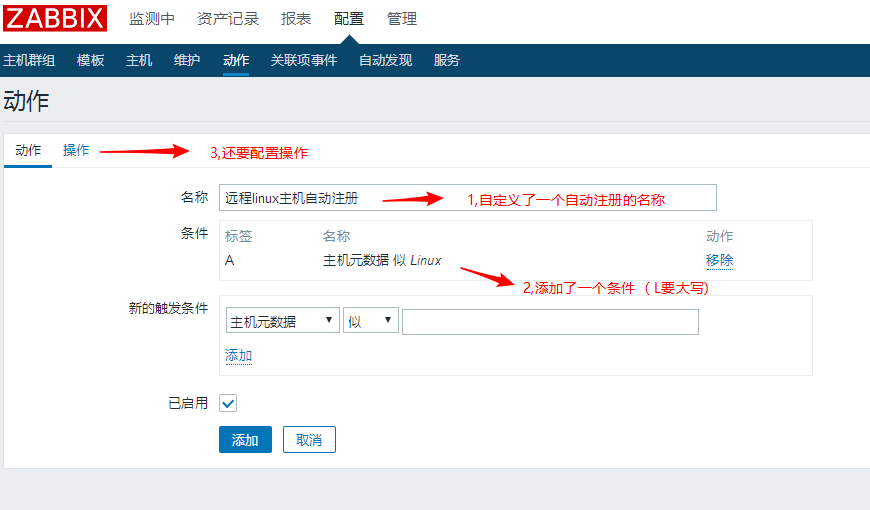 ZABBIX 监测中 资产记录 报表 配置 管理
主机群组 模板 主机 维护 动作 关联项事件 自动发现 服务
动作
动作 操作 3,还要配置操作
名称 远程linux主机自动注册 1,自定义了一个自动注册的名称
条件 标签 名称 动作
A 主机元数据 似 Linux 移除
2,添加了一个条件（ L要大写)
新的触发条件 主机元数据 似
添加
已启用
添加 取消